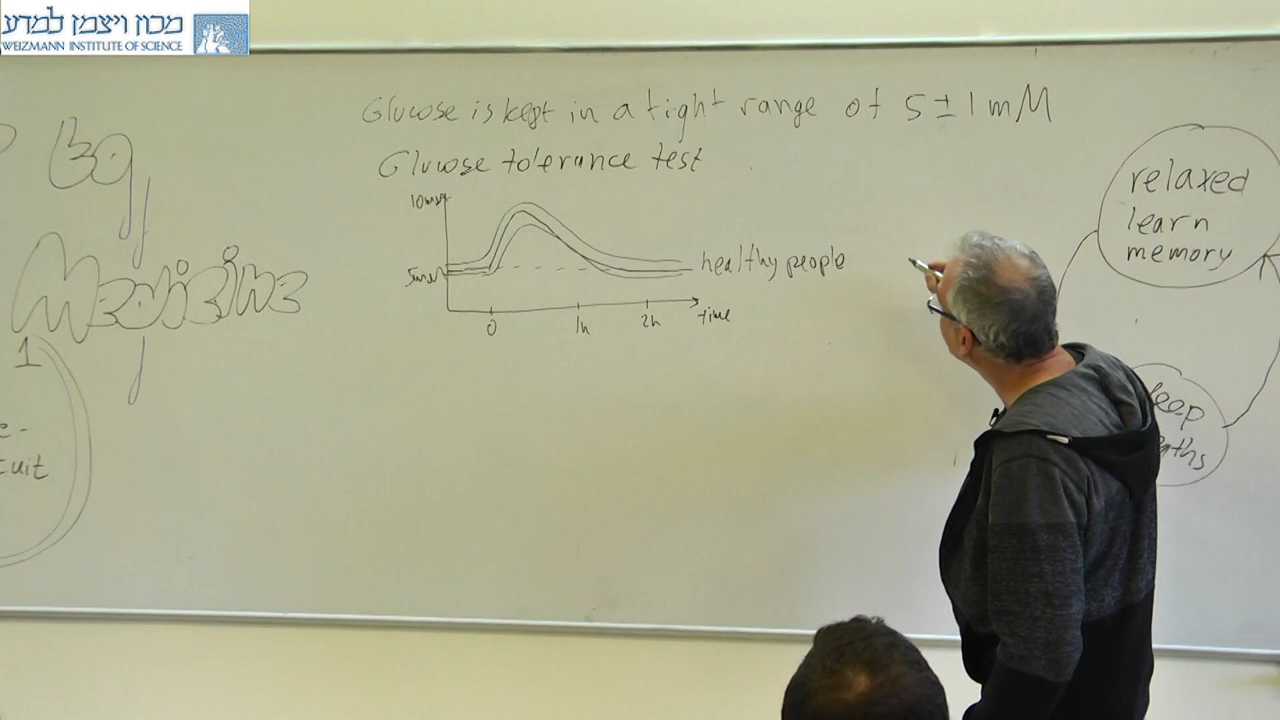 מכון ויצמן למדע
WEIZMANN INSTITUTE OF SCIENCE
Glucose is kept in a tight range of 5 ± 1 mM
Glucose tolerance test
10mM
5mM
healthy people
0
1h
2h
time
Medicine
1
relaxed
learn
memory